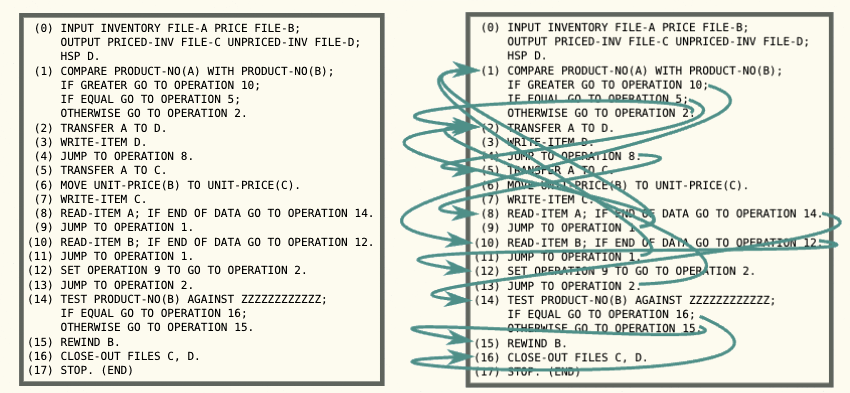 (0) INPUT INVENTORY FILE-A PRICE FILE-B;
OUTPUT PRICED-INV FILE-C UNPRICED-INV FILE-D;
HSP D.
(1) COMPARE PRODUCT-NO(A) WITH PRODUCT-NO(B);
IF GREATER GO TO OPERATION 10;
IF EQUAL GO TO OPERATION 5;
OTHERWISE GO TO OPERATION 2.
(2) TRANSFER A TO D.
(3) WRITE-ITEM D.
(4) JUMP TO OPERATION 8.
(5) TRANSFER A TO C.
(6) MOVE UNIT-PRICE(B) TO UNIT-PRICE(C).
(7) WRITE-ITEM C.
(8) READ-ITEM A; IF END OF DATA GO TO OPERATION 14.
(9) JUMP TO OPERATION 1.
(10) READ-ITEM B; IF END OF DATA GO TO OPERATION 12.
(11) JUMP TO OPERATION 1.
(12) SET OPERATION 9 TO GO TO OPERATION 2.
(13) JUMP TO OPERATION 2.
(14) TEST PRODUCT-NO(B) AGAINST ZZZZZZZZZZZZ;
IF EQUAL GO TO OPERATION 16;
OTHERWISE GO TO OPERATION 15.
(15) REWIND B.
(16) CLOSE-OUT FILES C, D.
(17) STOP. (END)
(0) INPUT INVENTORY FILE-A PRICE FILE-B;
OUTPUT PRICED-INV FILE-C UNPRICED-INV FILE-D;
HSP D.
(1) COMPARE PRODUCT-NO(A) WITH PRODUCT-NO(B);
IF GREATER GO TO OPERATION 10;
IF EQUAL GO TO OPERATION 5;
OTHERWISE GO TO OPERATION 2.
(2) TRANSFER A TO D.
(3) WRITE-ITEM D.
(4) JUMP TO OPERATION 8.
(5) TRANSFER A TO C.
(6) MOVE UNIT-PRICE(B) TO UNIT-PRICE(C).
(7) WRITE-ITEM C.
(8) READ-ITEM A; IF END OF DATA GO TO OPERATION 14.
(9) JUMP TO OPERATION 1.
(10) READ-ITEM B; IF END OF DATA GO TO OPERATION 12.
(11) JUMP TO OPERATION 1.
(12) SET OPERATION 9 TO GO TO OPERATION 2.
(13) JUMP TO OPERATION 2.
(14) TEST PRODUCT-NO(B) AGAINST ZZZZZZZZZZZZ;
IF EQUAL GO TO OPERATION 16;
OTHERWISE GO TO OPERATION 15.
(15) REWIND B.
(16) CLOSE-OUT FILES C, D.
(17) STOP. (END)